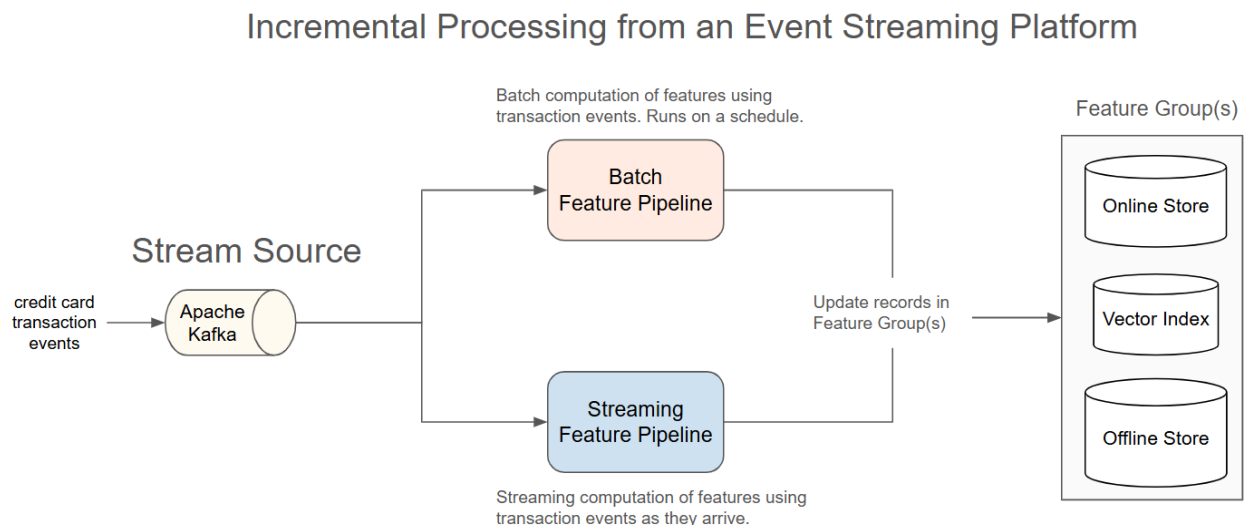 Incremental Processing from an Event Streaming Platform
Batch computation of features using
transaction events. Runs on a schedule.
Feature Group(s)
Batch
Feature Pipeline
Online Store
Stream Source
credit card
transaction
events
Apache
Kafka
Update records in
Feature Group(s)
Vector Index
Streaming
Feature Pipeline
Offline Store
Streaming computation of features using
transaction events as they arrive.